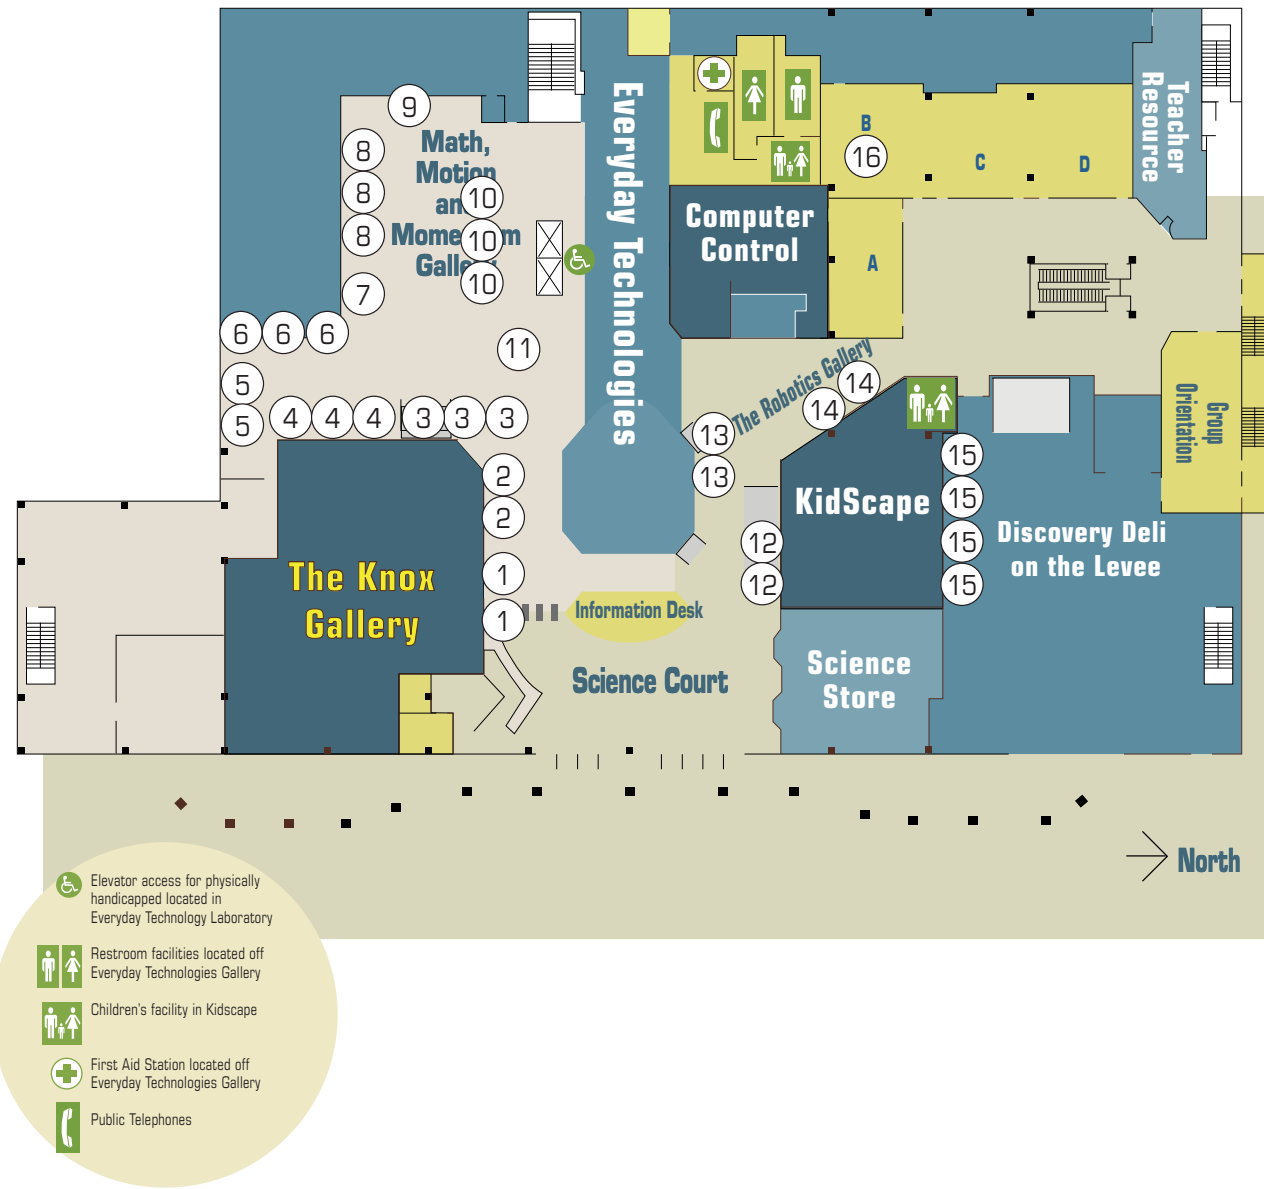 9
8
8
8
7
Math,
Motion
and
Momentum
Gallery
10
10
10
6
6
6
5
5
4
4
4
3
3
3
11
2
2
1
1
Everyday Technologies
Computer
Control
B
16
C
D
A
Teacher
Resource
The Robotics Gallery
14
14
13
13
12
12
KidScape
15
15
15
15
Group
Orientation
Discovery Deli
on the Levee
The Knox
Gallery
Information Desk
Science Court
Science
Store
North
Elevator access for physically
handicapped located in
Everyday Technology Laboratory
Restroom facilities located off
Everyday Technologies Gallery
Children's facility in Kidscape
First Aid Station located off
Everyday Technologies Gallery
Public Telephones